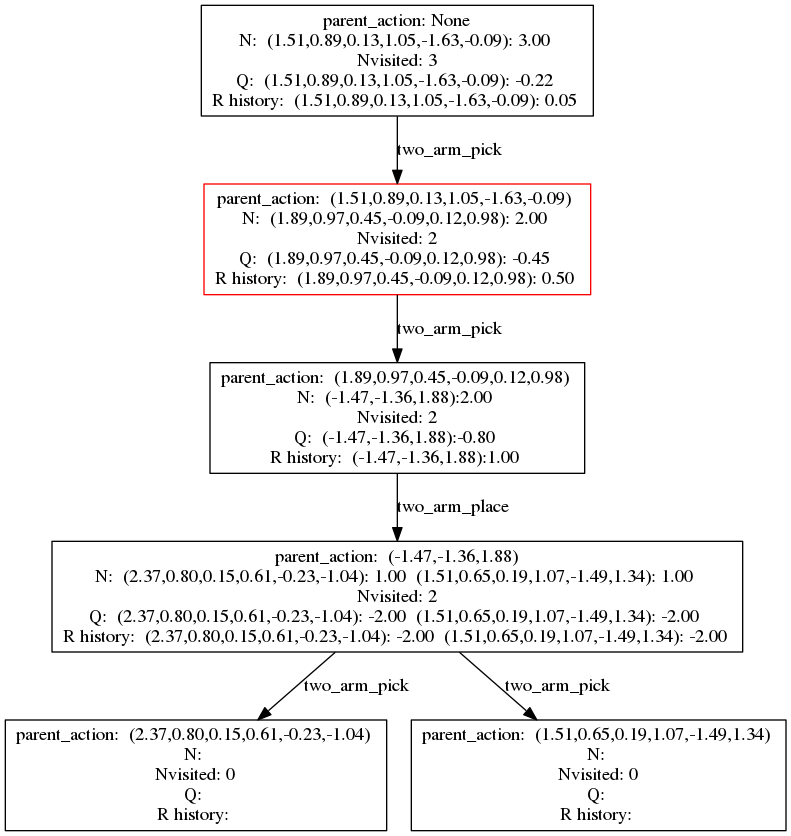 parent_action: None
N:  (1.51,0.89,0.13,1.05,-1.63,-0.09): 3.00
Nvisited: 3
Q:  (1.51,0.89,0.13,1.05,-1.63,-0.09): -0.22
R history:  (1.51,0.89,0.13,1.05,-1.63,-0.09): 0.05
two_arm_pick
parent_action:  (1.51,0.89,0.13,1.05,-1.63,-0.09)
N:  (1.89,0.97,0.45,-0.09,0.12,0.98): 2.00
Nvisited: 2
Q:  (1.89,0.97,0.45,-0.09,0.12,0.98): -0.45
R history:  (1.89,0.97,0.45,-0.09,0.12,0.98): 0.50
two_arm_pick
parent_action:  (1.89,0.97,0.45,-0.09,0.12,0.98)
N:  (-1.47,-1.36,1.88):2.00
Nvisited: 2
Q:  (-1.47,-1.36,1.88):-0.80
R history:  (-1.47,-1.36,1.88):1.00
two_arm_place
parent_action:  (-1.47,-1.36,1.88)
N:  (2.37,0.80,0.15,0.61,-0.23,-1.04): 1.00  (1.51,0.65,0.19,1.07,-1.49,1.34): 1.00
Nvisited: 2
Q:  (2.37,0.80,0.15,0.61,-0.23,-1.04): -2.00  (1.51,0.65,0.19,1.07,-1.49,1.34): -2.00
R history:  (2.37,0.80,0.15,0.61,-0.23,-1.04): -2.00  (1.51,0.65,0.19,1.07,-1.49,1.34): -2.00
two_arm_pick
two_arm_pick
parent_action:  (2.37,0.80,0.15,0.61,-0.23,-1.04)
N:
Nvisited: 0
Q:
R history:
parent_action:  (1.51,0.65,0.19,1.07,-1.49,1.34)
N:
Nvisited: 0
Q:
R history: